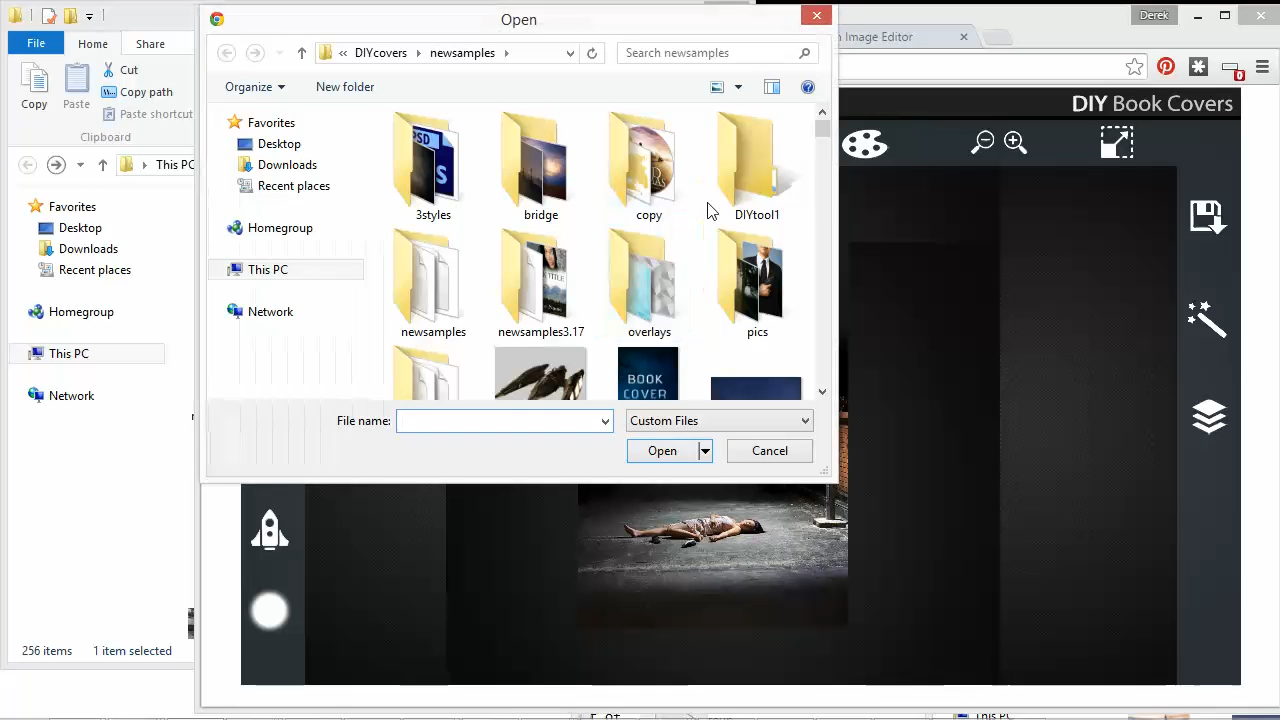 Open
File
Home
Share
Copy
Paste
Cut
Copy path
Paste shortcut
Clipboard
This PC
Favorites
Desktop
Downloads
Recent places
Homegroup
This PC
Network
256 items
1 item selected
DIYcovers
newsamples
Search newsamples
Organize
New folder
Favorites
Desktop
Downloads
Recent places
Homegroup
This PC
Network
3styles
bridge
copy
DIYtool1
newsamples
newsamples3.17
overlays
pics
BOOK
COVER
File name:
Custom Files
Open
Cancel
Derek
Image Editor
0
DIY Book Covers
This PC